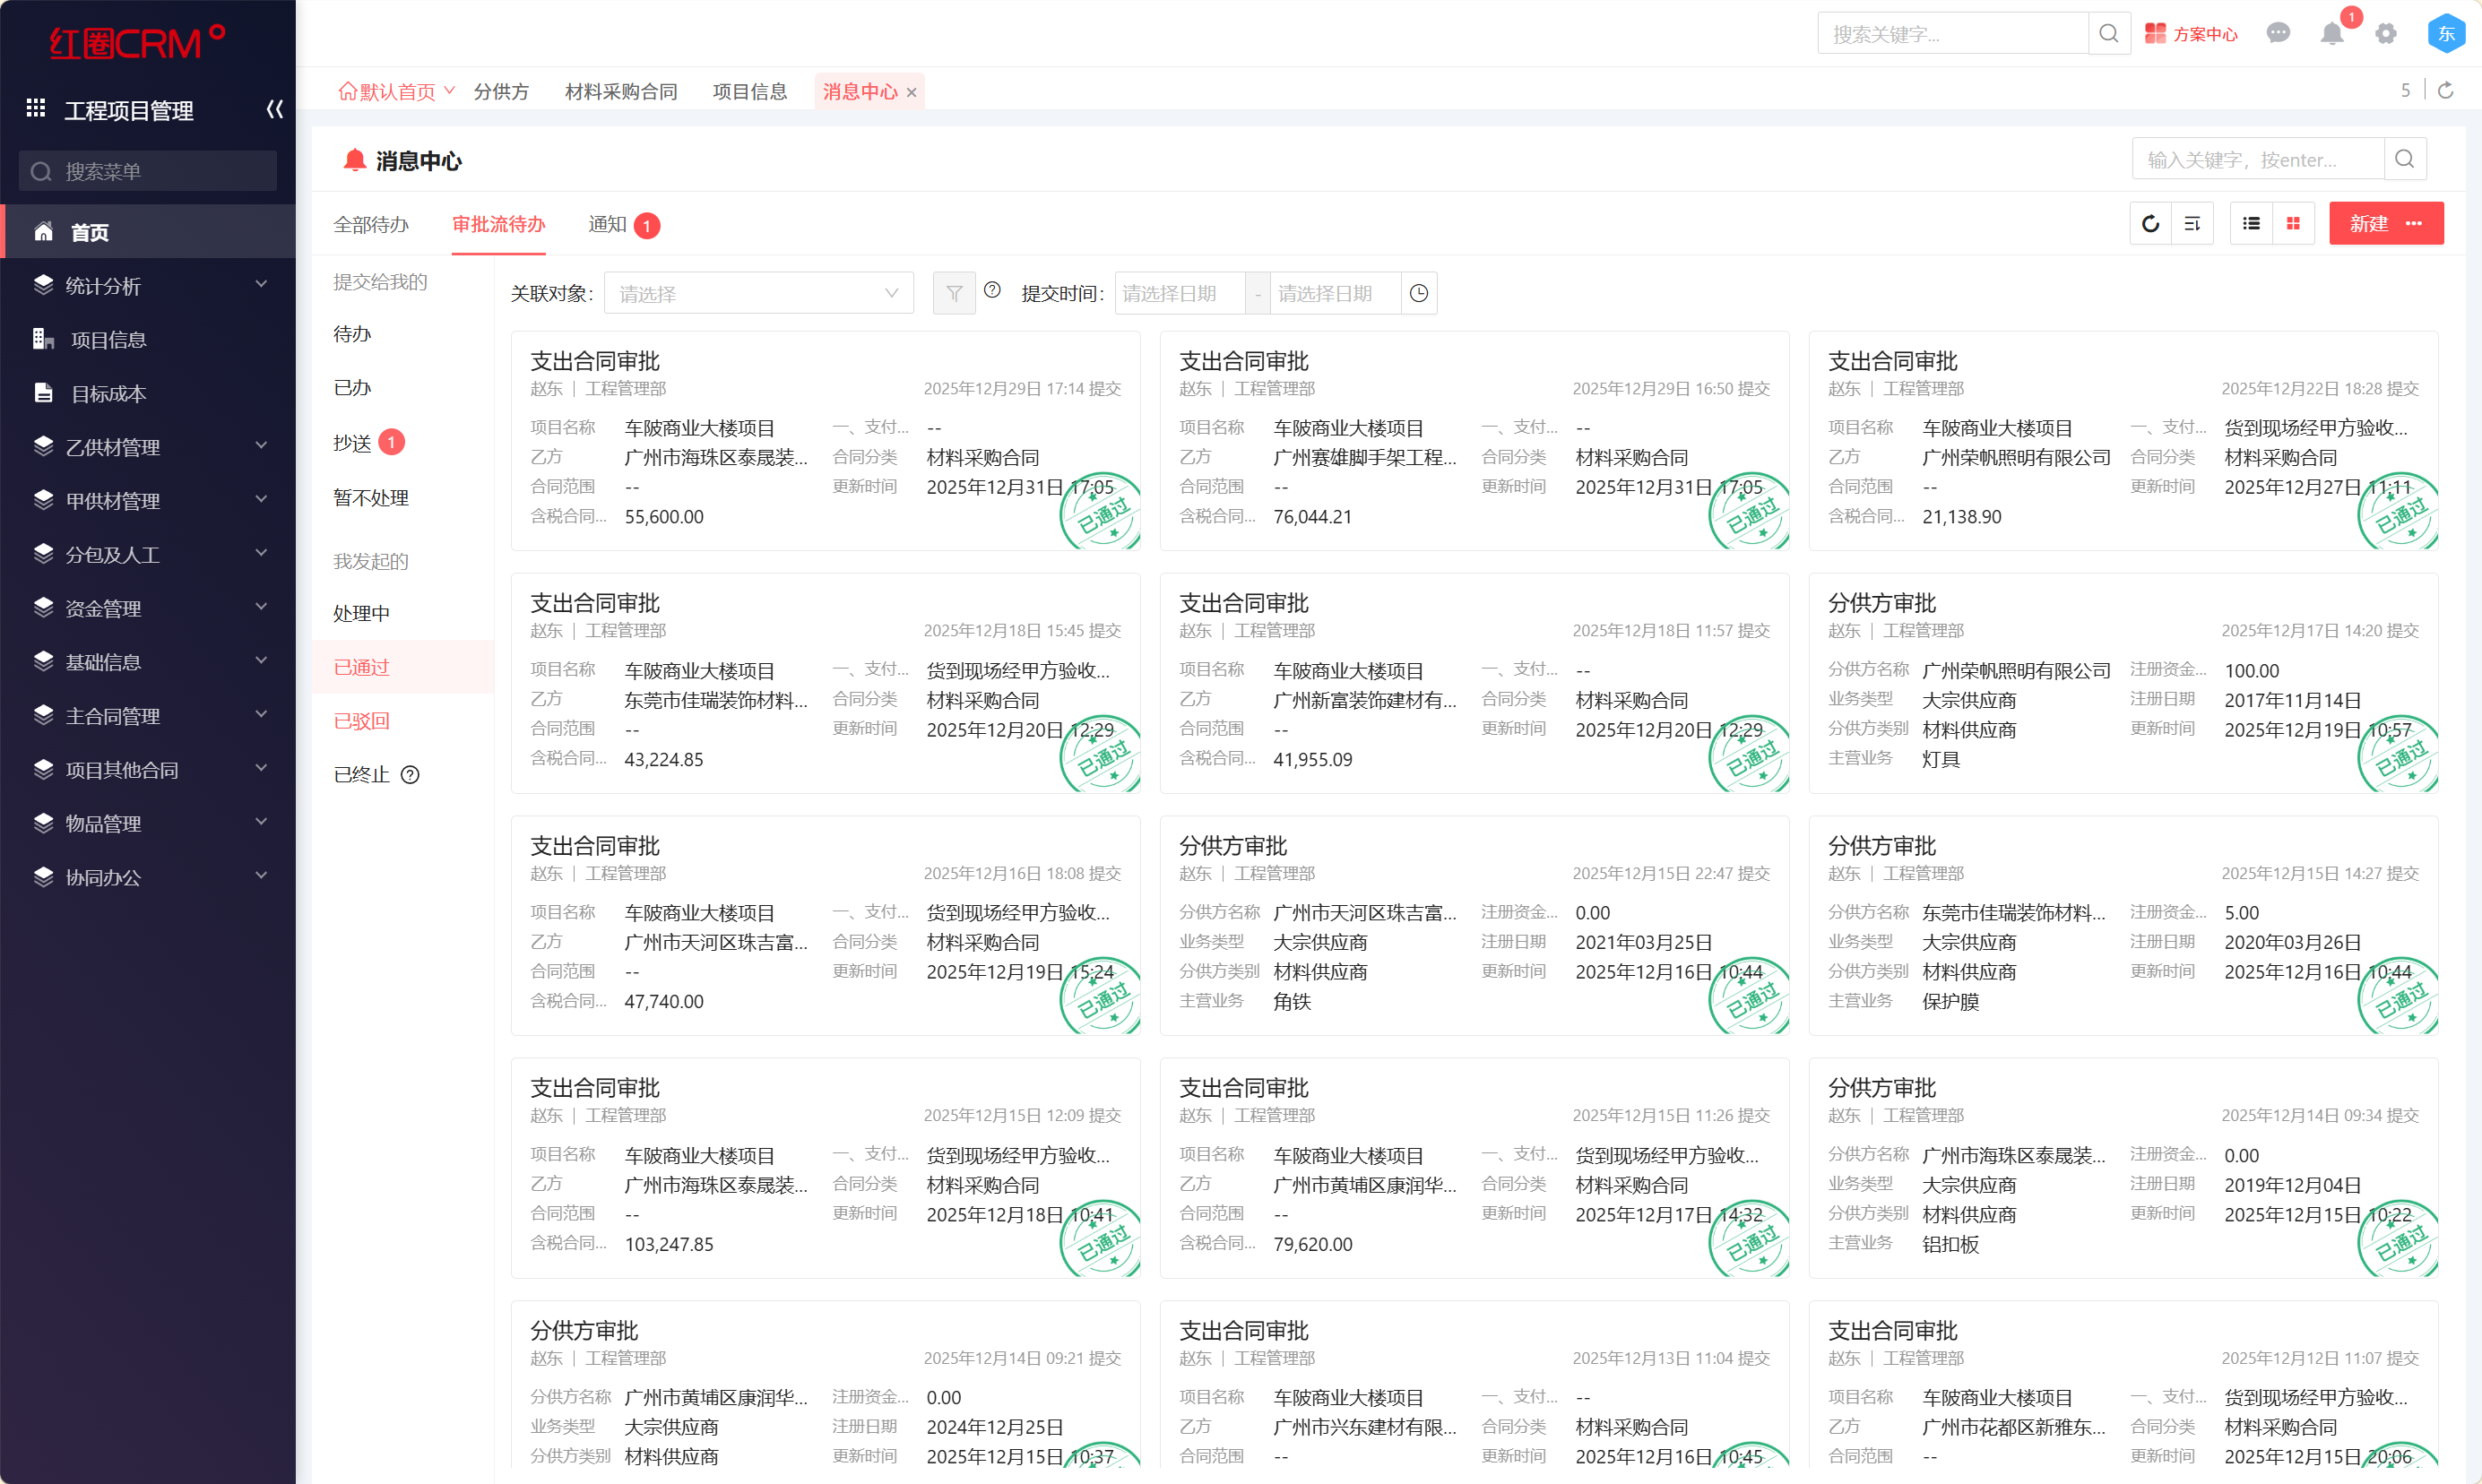 红圈CRM
搜索关键字...
方案中心
1
东
工程项目管理
默认首页 分供方 材料采购合同 项目信息 消息中心
5
搜索菜单
首页
统计分析
项目信息
目标成本
乙供材管理
甲供材管理
分包及人工
资金管理
基础信息
主合同管理
项目其他合同
物品管理
协同办公
消息中心
输入关键字，按enter...
全部待办 审批流待办 通知 1
新建 ...
提交给我的
待办
已办
抄送 1
暂不处理
我发起的
处理中
已通过
已驳回
已终止 ?
关联对象： 请选择 ? 提交时间： 请选择日期 - 请选择日期
支出合同审批
赵东 | 工程管理部 2025年12月29日 17:14 提交
项目名称 车陂商业大楼项目 一、支付... --
乙方 广州市海珠区泰晟装... 合同分类 材料采购合同
合同范围 -- 更新时间 2025年12月31日 17:05
含税合同... 55,600.00
已通过
支出合同审批
赵东 | 工程管理部 2025年12月29日 16:50 提交
项目名称 车陂商业大楼项目 一、支付... --
乙方 广州赛雄脚手架工程... 合同分类 材料采购合同
合同范围 -- 更新时间 2025年12月31日 17:05
含税合同... 76,044.21
已通过
支出合同审批
赵东 | 工程管理部 2025年12月22日 18:28 提交
项目名称 车陂商业大楼项目 一、支付... 货到现场经甲方验收...
乙方 广州荣帆照明有限公司 合同分类 材料采购合同
合同范围 -- 更新时间 2025年12月27日 11:11
含税合同... 21,138.90
已通过
支出合同审批
赵东 | 工程管理部 2025年12月18日 15:45 提交
项目名称 车陂商业大楼项目 一、支付... 货到现场经甲方验收...
乙方 东莞市佳瑞装饰材料... 合同分类 材料采购合同
合同范围 -- 更新时间 2025年12月20日 12:29
含税合同... 43,224.85
已通过
支出合同审批
赵东 | 工程管理部 2025年12月18日 11:57 提交
项目名称 车陂商业大楼项目 一、支付... --
乙方 广州新富装饰建材有... 合同分类 材料采购合同
合同范围 -- 更新时间 2025年12月20日 12:29
含税合同... 41,955.09
已通过
分供方审批
赵东 | 工程管理部 2025年12月17日 14:20 提交
分供方名称 广州荣帆照明有限公司 注册资金... 100.00
业务类型 大宗供应商 注册日期 2017年11月14日
分供方类别 材料供应商 更新时间 2025年12月19日 10:57
主营业务 灯具
已通过
支出合同审批
赵东 | 工程管理部 2025年12月16日 18:08 提交
项目名称 车陂商业大楼项目 一、支付... 货到现场经甲方验收...
乙方 广州市天河区珠吉富... 合同分类 材料采购合同
合同范围 -- 更新时间 2025年12月19日 15:24
含税合同... 47,740.00
已通过
分供方审批
赵东 | 工程管理部 2025年12月15日 22:47 提交
分供方名称 广州市天河区珠吉富... 注册资金... 0.00
业务类型 大宗供应商 注册日期 2021年03月25日
分供方类别 材料供应商 更新时间 2025年12月16日 10:44
主营业务 角铁
已通过
分供方审批
赵东 | 工程管理部 2025年12月15日 14:27 提交
分供方名称 东莞市佳瑞装饰材料... 注册资金... 5.00
业务类型 大宗供应商 注册日期 2020年03月26日
分供方类别 材料供应商 更新时间 2025年12月16日 10:44
主营业务 保护膜
已通过
支出合同审批
赵东 | 工程管理部 2025年12月15日 12:09 提交
项目名称 车陂商业大楼项目 一、支付... 货到现场经甲方验收...
乙方 广州市海珠区泰晟装... 合同分类 材料采购合同
合同范围 -- 更新时间 2025年12月18日 10:41
含税合同... 103,247.85
已通过
支出合同审批
赵东 | 工程管理部 2025年12月15日 11:26 提交
项目名称 车陂商业大楼项目 一、支付... 货到现场经甲方验收...
乙方 广州市黄埔区康润华... 合同分类 材料采购合同
合同范围 -- 更新时间 2025年12月17日 14:32
含税合同... 79,620.00
已通过
分供方审批
赵东 | 工程管理部 2025年12月14日 09:34 提交
分供方名称 广州市海珠区泰晟装... 注册资金... 0.00
业务类型 大宗供应商 注册日期 2019年12月04日
分供方类别 材料供应商 更新时间 2025年12月15日 10:22
主营业务 铝扣板
已通过
分供方审批
赵东 | 工程管理部 2025年12月14日 09:21 提交
分供方名称 广州市黄埔区康润华... 注册资金... 0.00
业务类型 大宗供应商 注册日期 2024年12月25日
分供方类别 材料供应商 更新时间 2025年12月15日 10:37
支出合同审批
赵东 | 工程管理部 2025年12月13日 11:04 提交
项目名称 车陂商业大楼项目 一、支付... --
乙方 广州市兴东建材有限... 合同分类 材料采购合同
合同范围 -- 更新时间 2025年12月16日 10:45
支出合同审批
赵东 | 工程管理部 2025年12月12日 11:07 提交
项目名称 车陂商业大楼项目 一、支付... 货到现场经甲方验收...
乙方 广州市花都区新雅东... 合同分类 材料采购合同
合同范围 -- 更新时间 2025年12月15日 20:06